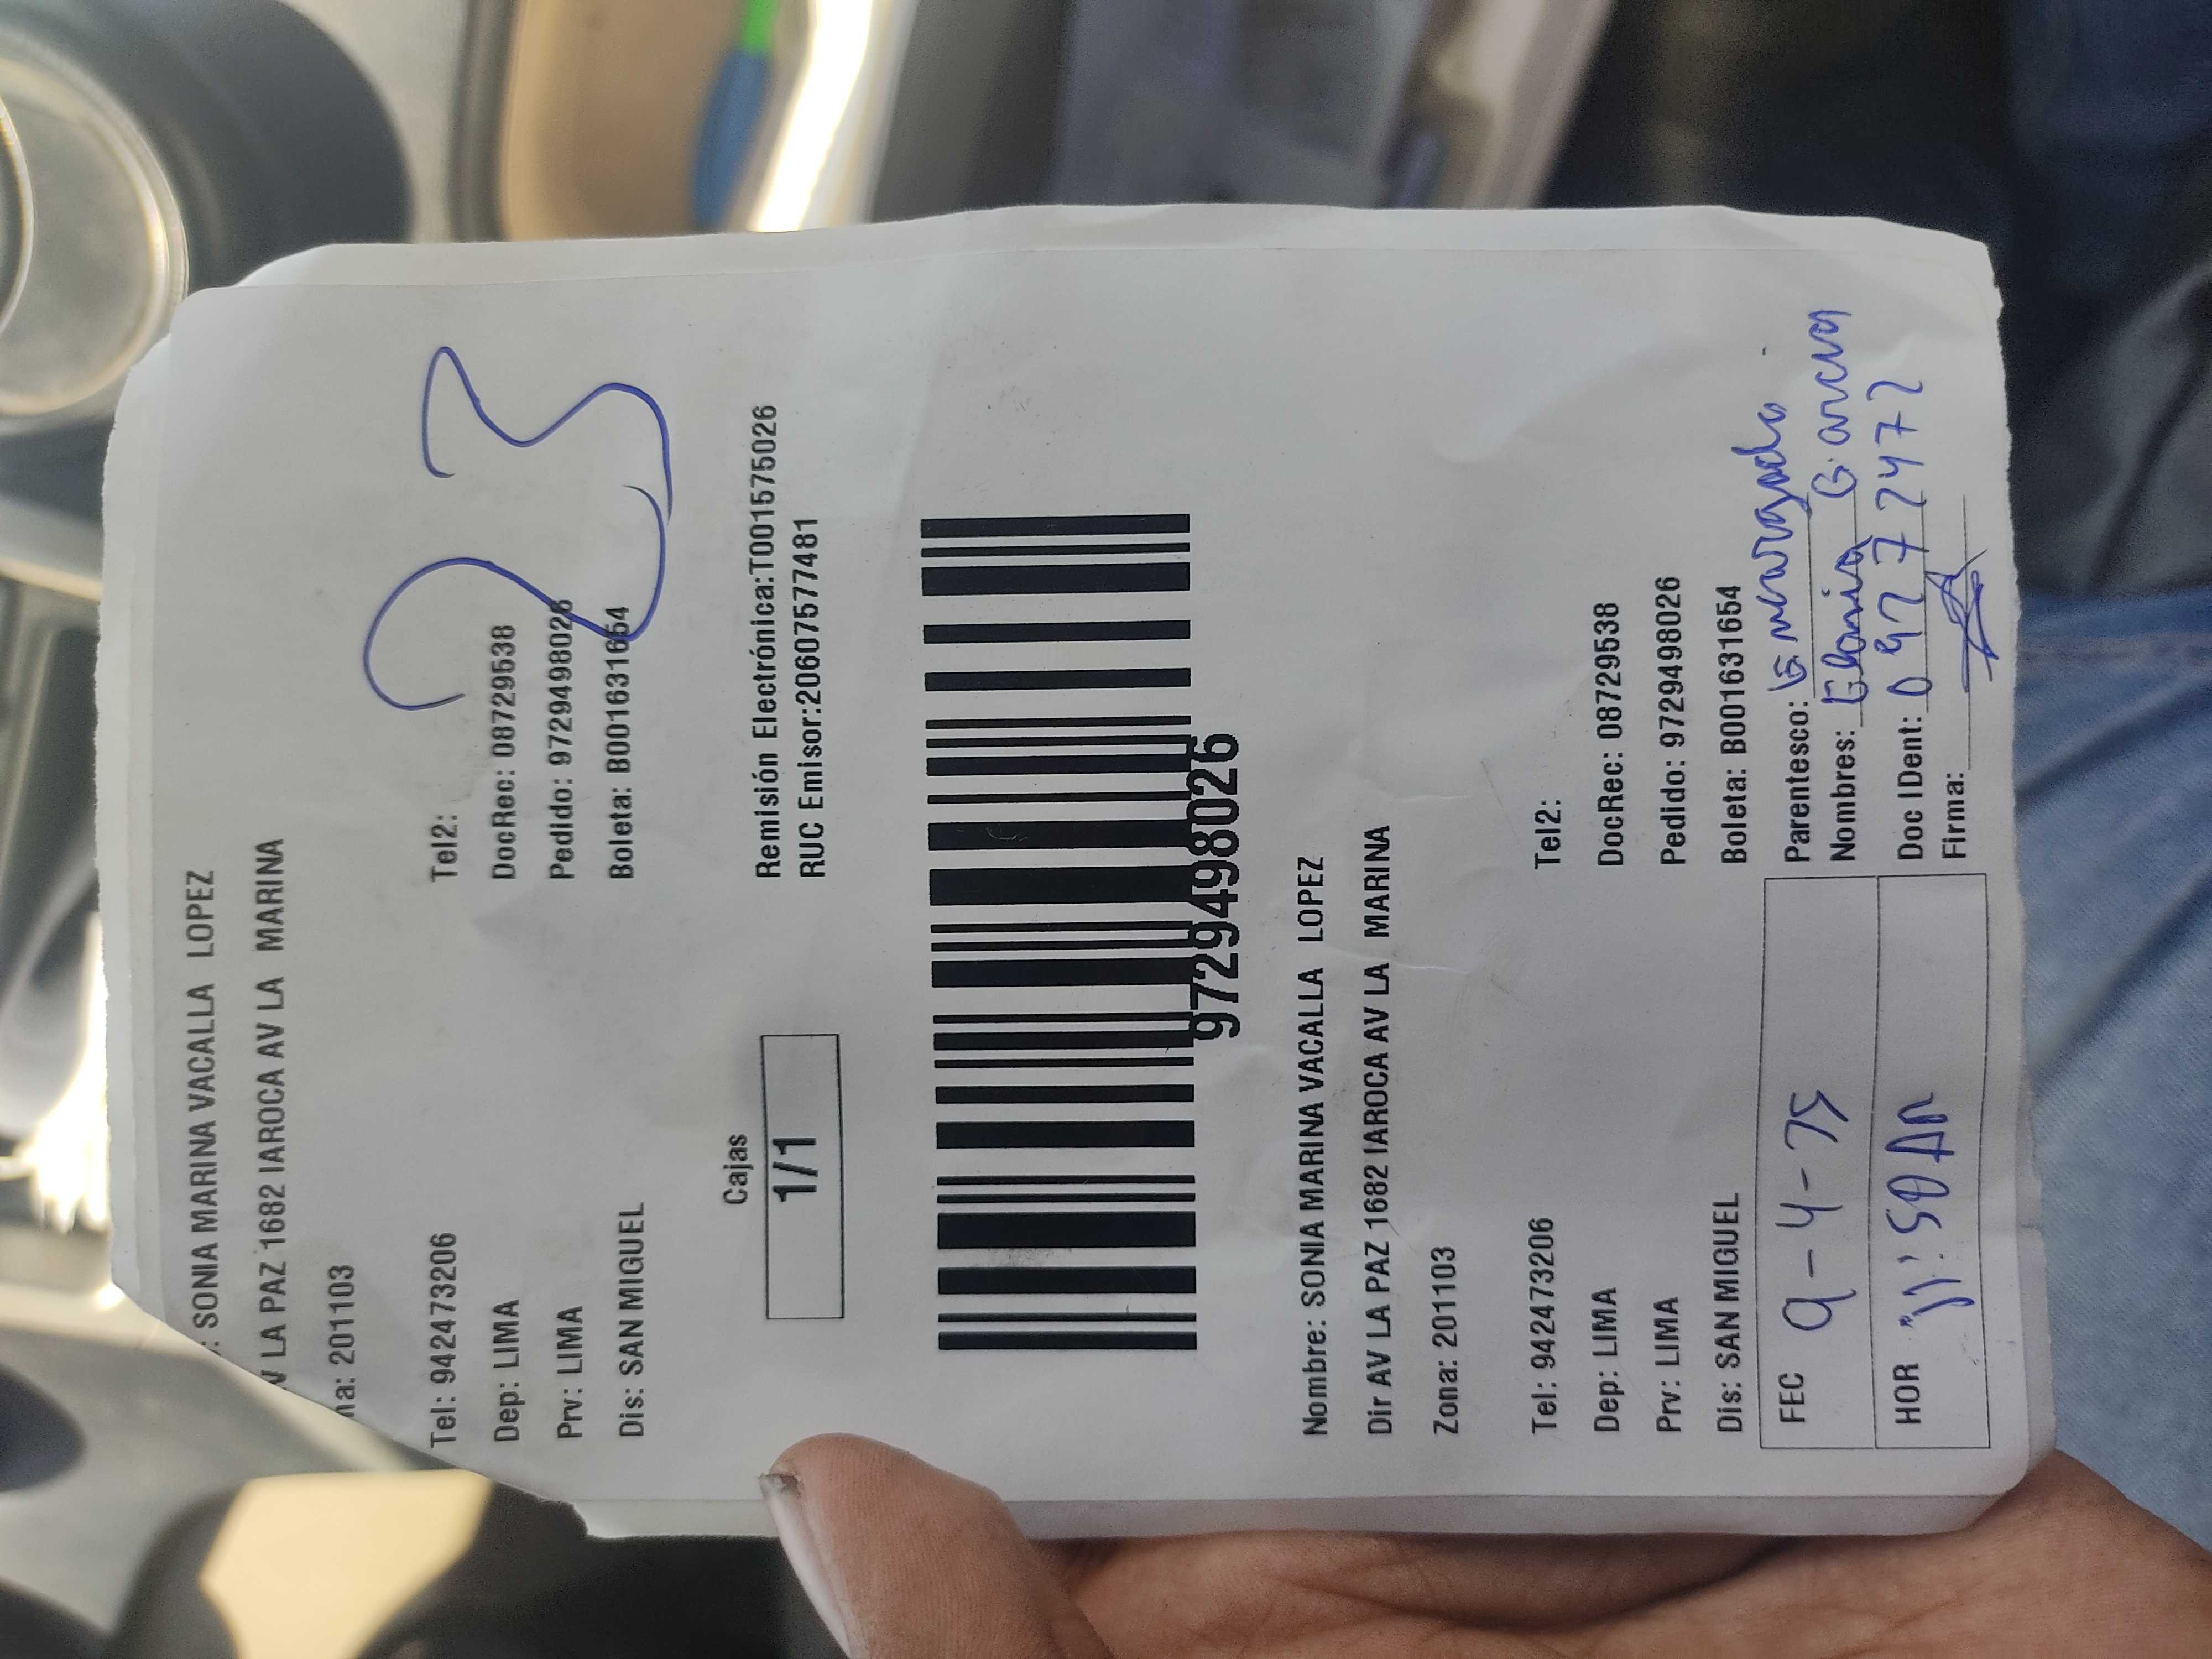 : SONIA MARINA VACALLA LOPEZ
V LA PAZ 1682 IAROCA AV LA MARINA
na: 201103
Tel: 942473206 Tel2:
Dep: LIMA DocRec: 08729538
Prv: LIMA Pedido: 9729498026
Dis: SAN MIGUEL Boleta: B001631654
23
Cajas
1/1
Remisión Electrónica:T001575026
RUC Emisor:20607577481
9729498026
Nombre: SONIA MARINA VACALLA LOPEZ
Dir AV LA PAZ 1682 IAROCA AV LA MARINA
Zona: 201103
Tel: 942473206 Tel2:
Dep: LIMA DocRec: 08729538
Prv: LIMA Pedido: 9729498026
Dis: SAN MIGUEL Boleta: B001631654
FEC 9-4-25 Parentesco:
Nombres: Garcia
HOR 11:50 AM Doc IDent: 09772472
Firma: